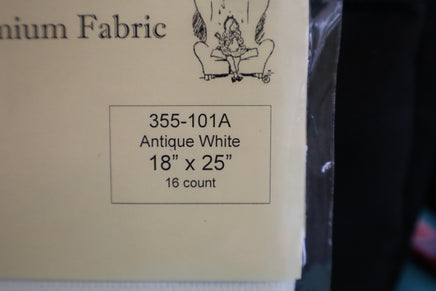 nium Fabric
355-101A
Antique White
18" x 25"
16 count